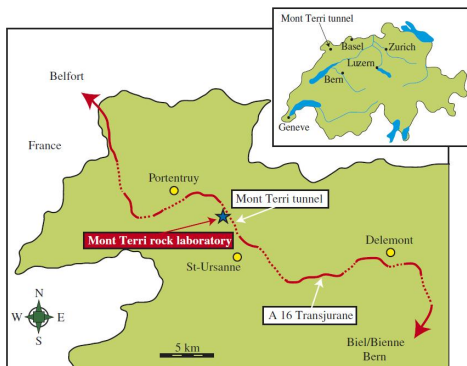 Mont Terri tunnel
Basel
Zurich
Luzern
Bern
Geneve
Belfort
France
Portentruy
Mont Terri tunnel
Mont Terri rock laboratory
Delemont
St-Ursanne
A 16 Transjurane
N
W E
S
5 km
Biel/Bienne
Bern